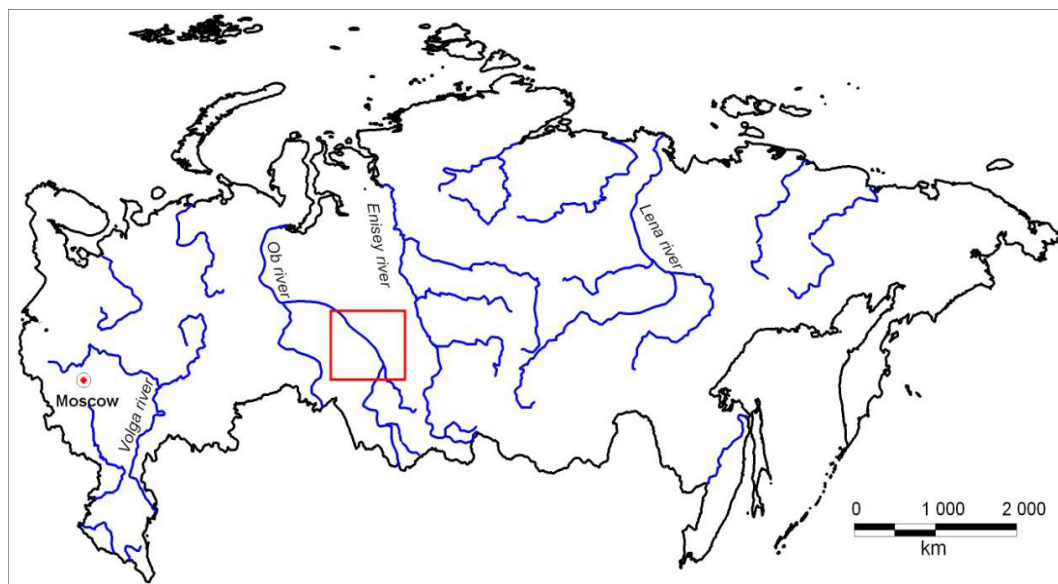 Enisey river
Lena river
Ob river
Moscow
Volga river
0 1 000 2 000
km